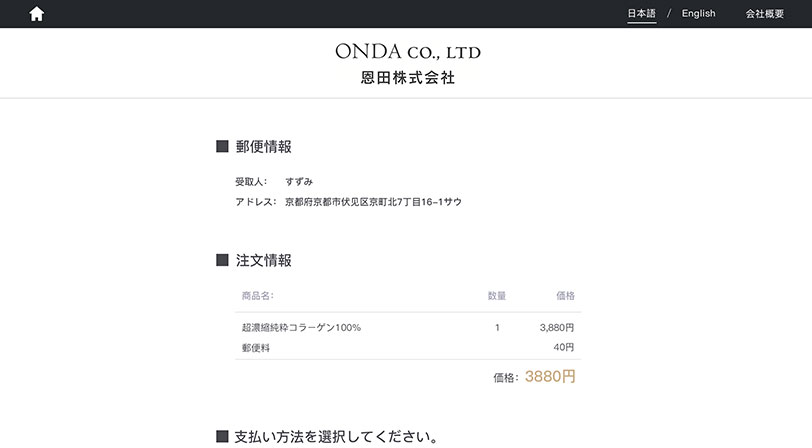 日本語 / English 会社概要
ONDA CO., LTD
恩田株式会社
郵便情報
受取人： すずみ
アドレス： 京都府京都市伏见区京町北7丁目16-1サウ
注文情報
商品名： 数量 価格
超濃縮純粋コラーゲン100% 1 3,880円
郵便料 40円
価格： 3880円
支払い方法を選択してください。